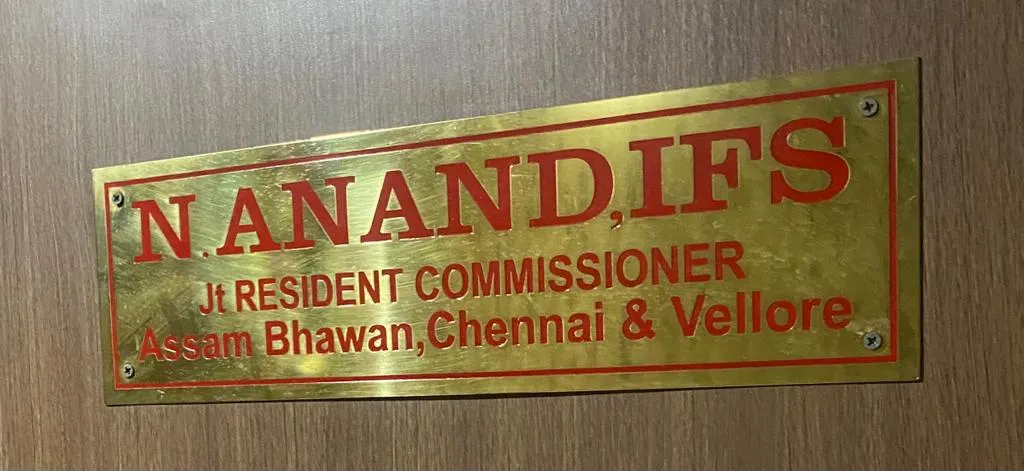 N.ANAND,IFS
Jt RESIDENT COMMISSIONER
Assam Bhawan,Chennai & Vellore